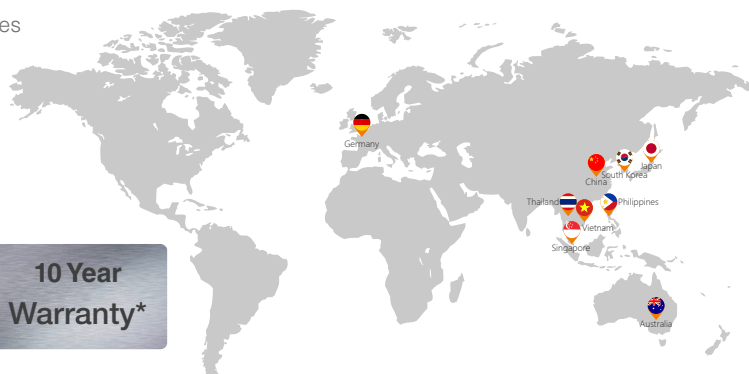 es
Germany
Japan
South Korea
China
Thailand
Philippines
Vietnam
Singapore
10 Year
Warranty*
Australia